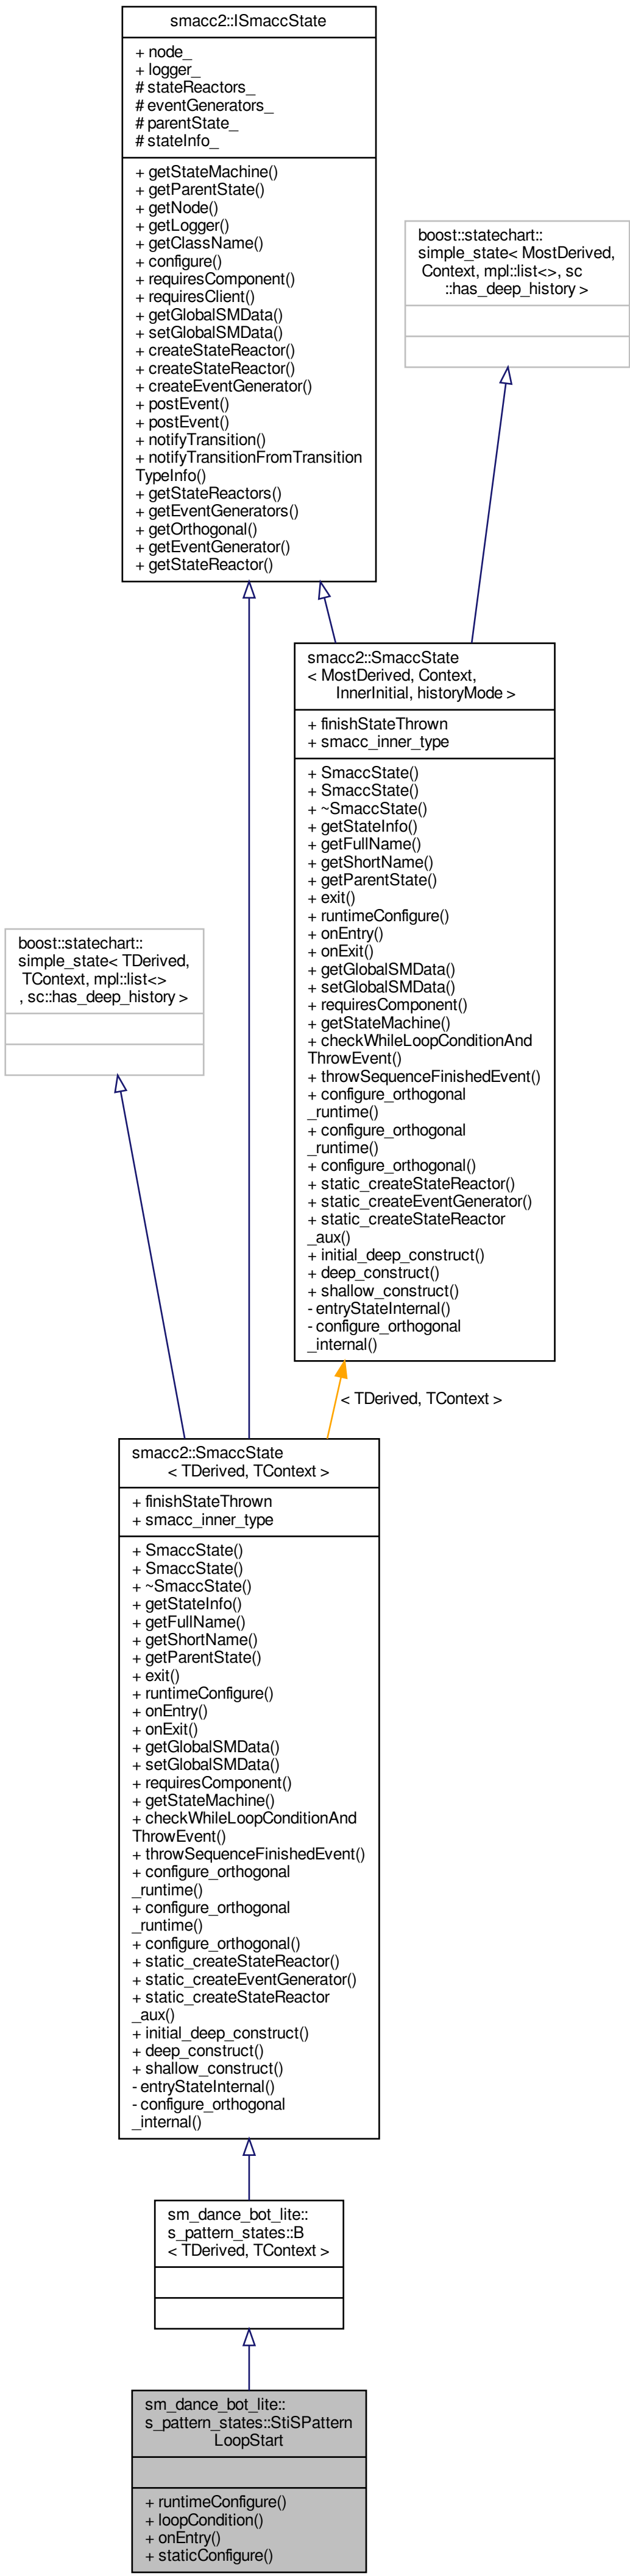 smacc2::ISmaccState
+ node_
+ logger_
# stateReactors_
# eventGenerators_
# parentState_
# stateInfo_
+ getStateMachine()
+ getParentState()
+ getNode()
+ getLogger()
+ getClassName()
+ configure()
+ requiresComponent()
+ requiresClient()
+ getGlobalSMData()
+ setGlobalSMData()
+ createStateReactor()
+ createStateReactor()
+ createEventGenerator()
+ postEvent()
+ postEvent()
+ notifyTransition()
+ notifyTransitionFromTransition
TypeInfo()
+ getStateReactors()
+ getEventGenerators()
+ getOrthogonal()
+ getEventGenerator()
+ getStateReactor()
boost::statechart::
simple_state< MostDerived,
Context, mpl::list<>, sc
::has_deep_history >
smacc2::SmaccState
< MostDerived, Context,
InnerInitial, historyMode >
+ finishStateThrown
+ smacc_inner_type
+ SmaccState()
+ SmaccState()
+ ~SmaccState()
+ getStateInfo()
+ getFullName()
+ getShortName()
+ getParentState()
+ exit()
+ runtimeConfigure()
+ onEntry()
+ onExit()
+ getGlobalSMData()
+ setGlobalSMData()
+ requiresComponent()
+ getStateMachine()
+ checkWhileLoopConditionAnd
ThrowEvent()
+ throwSequenceFinishedEvent()
+ configure_orthogonal
_runtime()
+ configure_orthogonal
_runtime()
+ configure_orthogonal()
+ static_createStateReactor()
+ static_createEventGenerator()
+ static_createStateReactor
_aux()
+ initial_deep_construct()
+ deep_construct()
+ shallow_construct()
- entryStateInternal()
- configure_orthogonal
_internal()
boost::statechart::
simple_state< TDerived,
TContext, mpl::list<>
, sc::has_deep_history >
< TDerived, TContext >
smacc2::SmaccState
< TDerived, TContext >
+ finishStateThrown
+ smacc_inner_type
+ SmaccState()
+ SmaccState()
+ ~SmaccState()
+ getStateInfo()
+ getFullName()
+ getShortName()
+ getParentState()
+ exit()
+ runtimeConfigure()
+ onEntry()
+ onExit()
+ getGlobalSMData()
+ setGlobalSMData()
+ requiresComponent()
+ getStateMachine()
+ checkWhileLoopConditionAnd
ThrowEvent()
+ throwSequenceFinishedEvent()
+ configure_orthogonal
_runtime()
+ configure_orthogonal
_runtime()
+ configure_orthogonal()
+ static_createStateReactor()
+ static_createEventGenerator()
+ static_createStateReactor
_aux()
+ initial_deep_construct()
+ deep_construct()
+ shallow_construct()
- entryStateInternal()
- configure_orthogonal
_internal()
sm_dance_bot_lite::
s_pattern_states::B
< TDerived, TContext >
sm_dance_bot_lite::
s_pattern_states::StiSPattern
LoopStart
+ runtimeConfigure()
+ loopCondition()
+ onEntry()
+ staticConfigure()